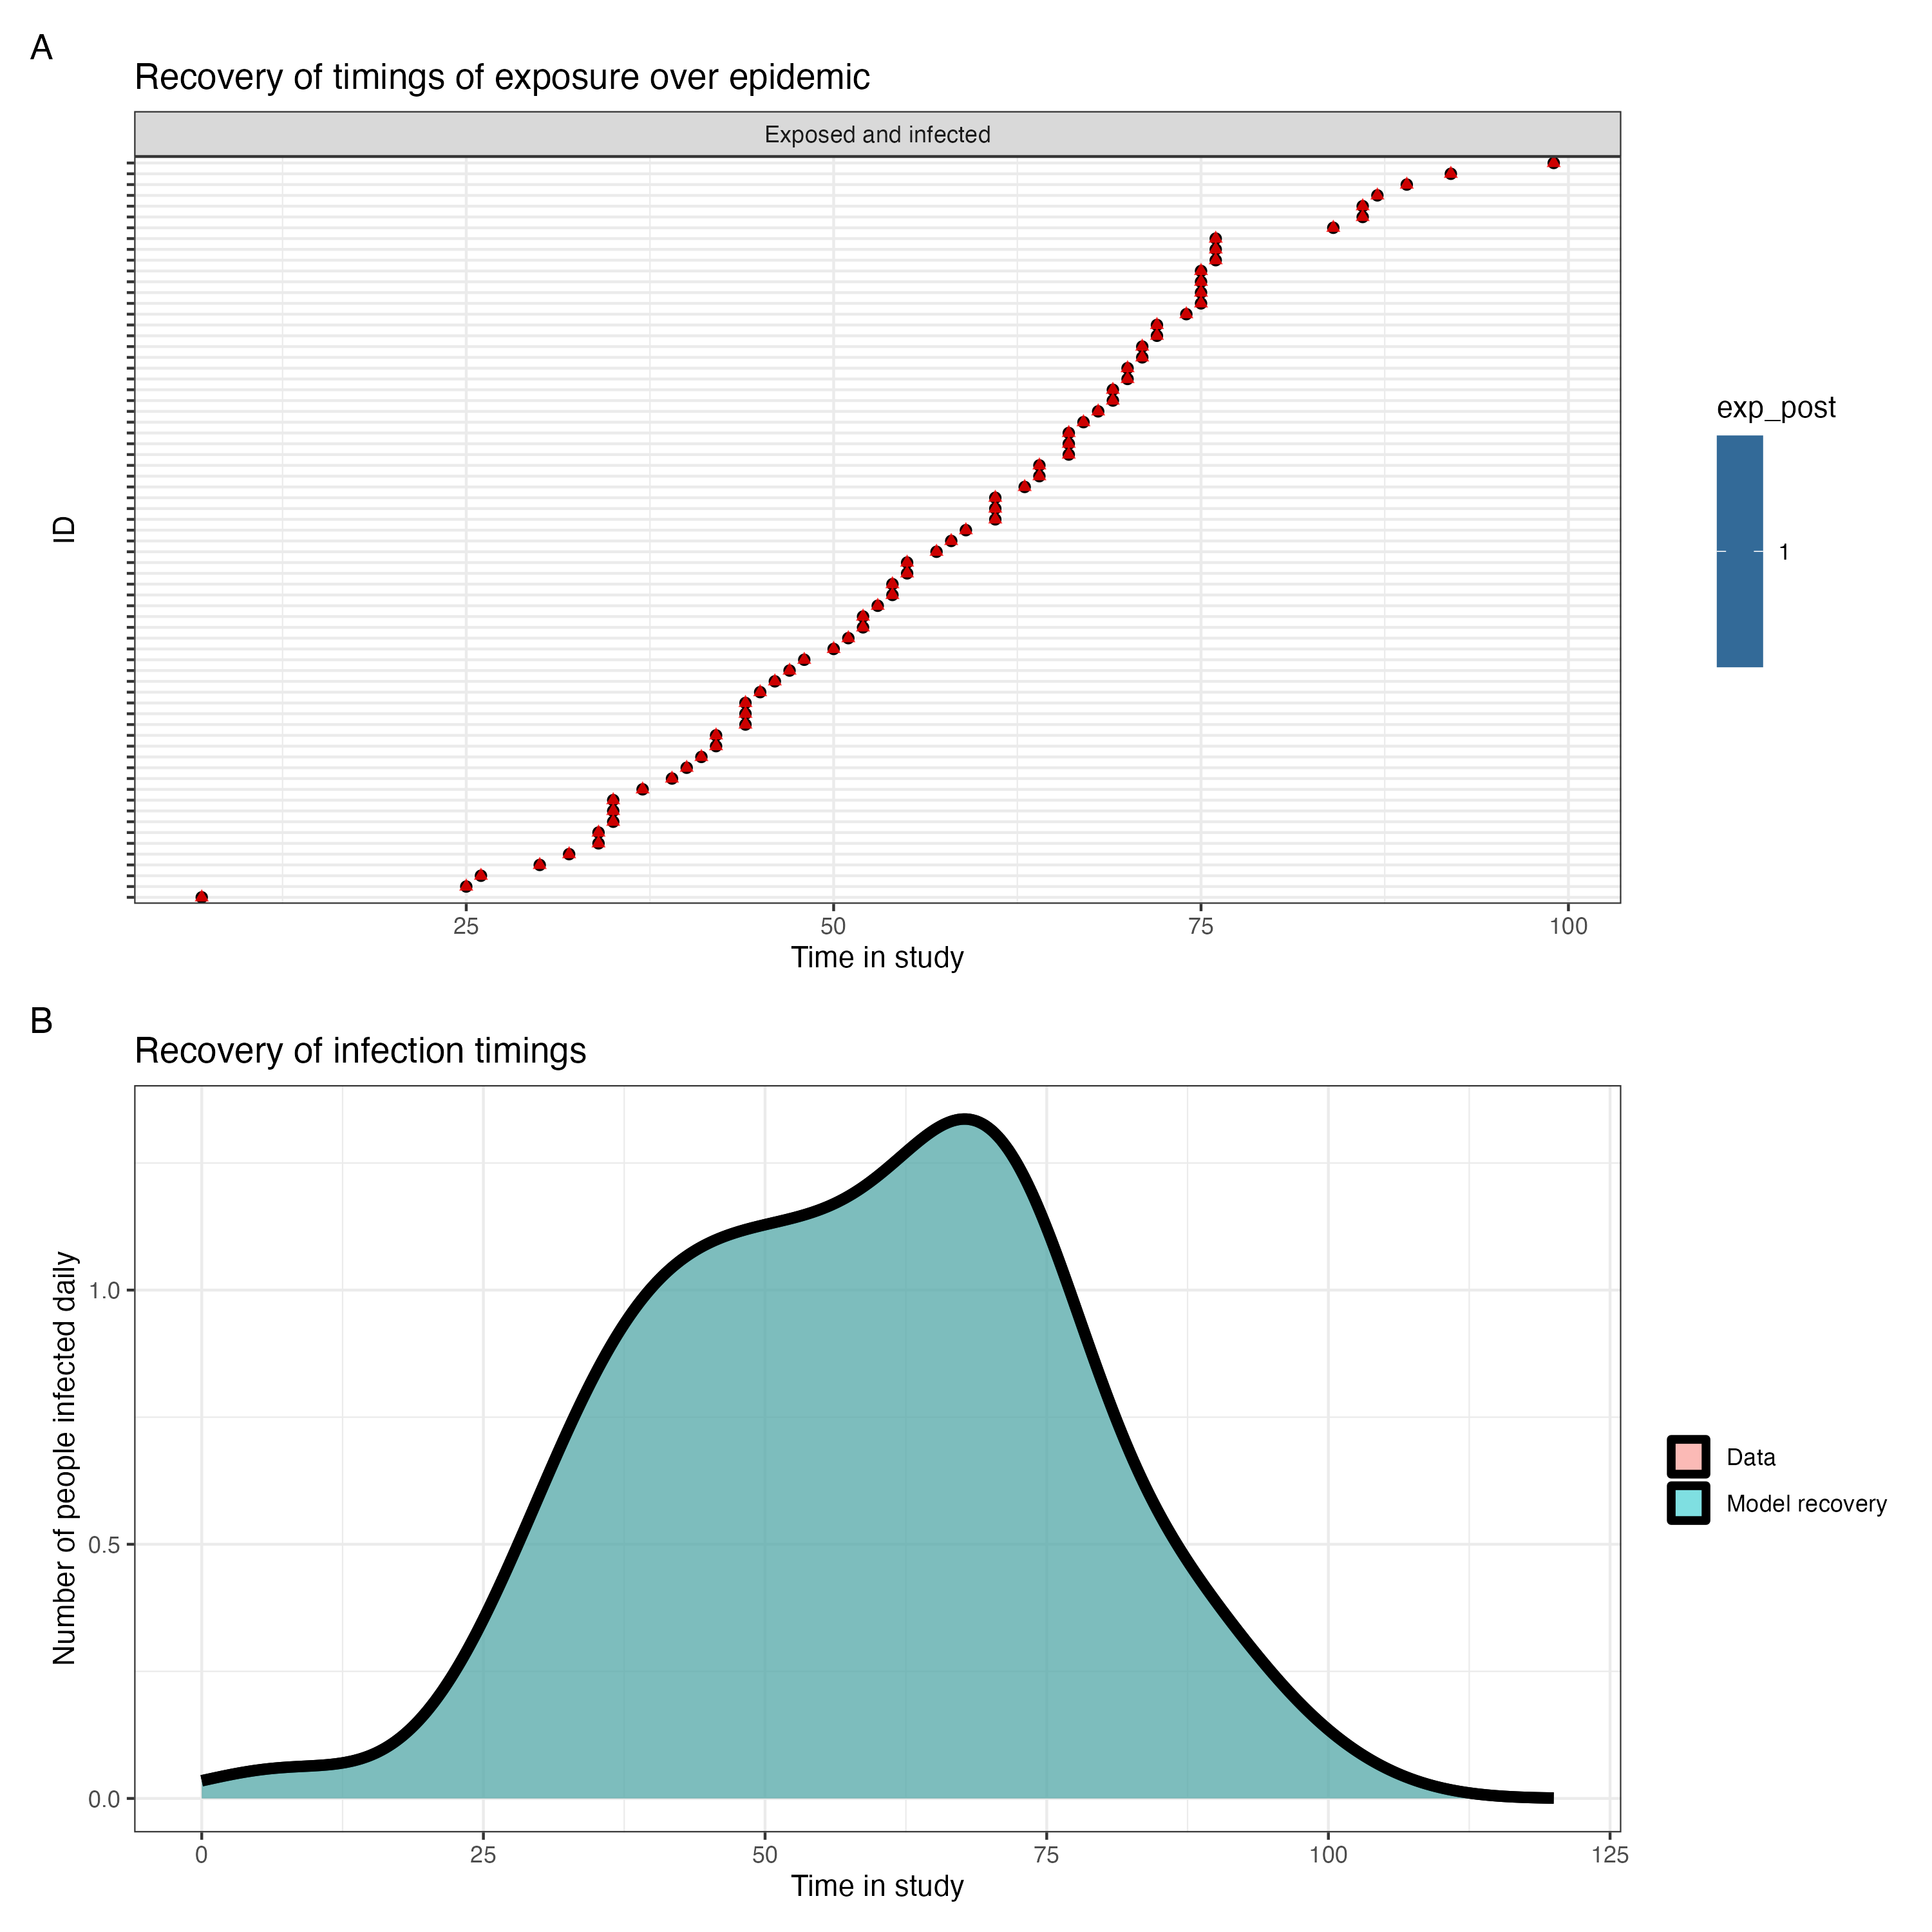 A
Recovery of timings of exposure over epidemic
Exposed and infected
ID
25 50 75 100
Time in study
exp_post
1
B
Recovery of infection timings
Number of people infected daily
1.0
0.5
0.0
0 25 50 75 100 125
Time in study
Data
Model recovery